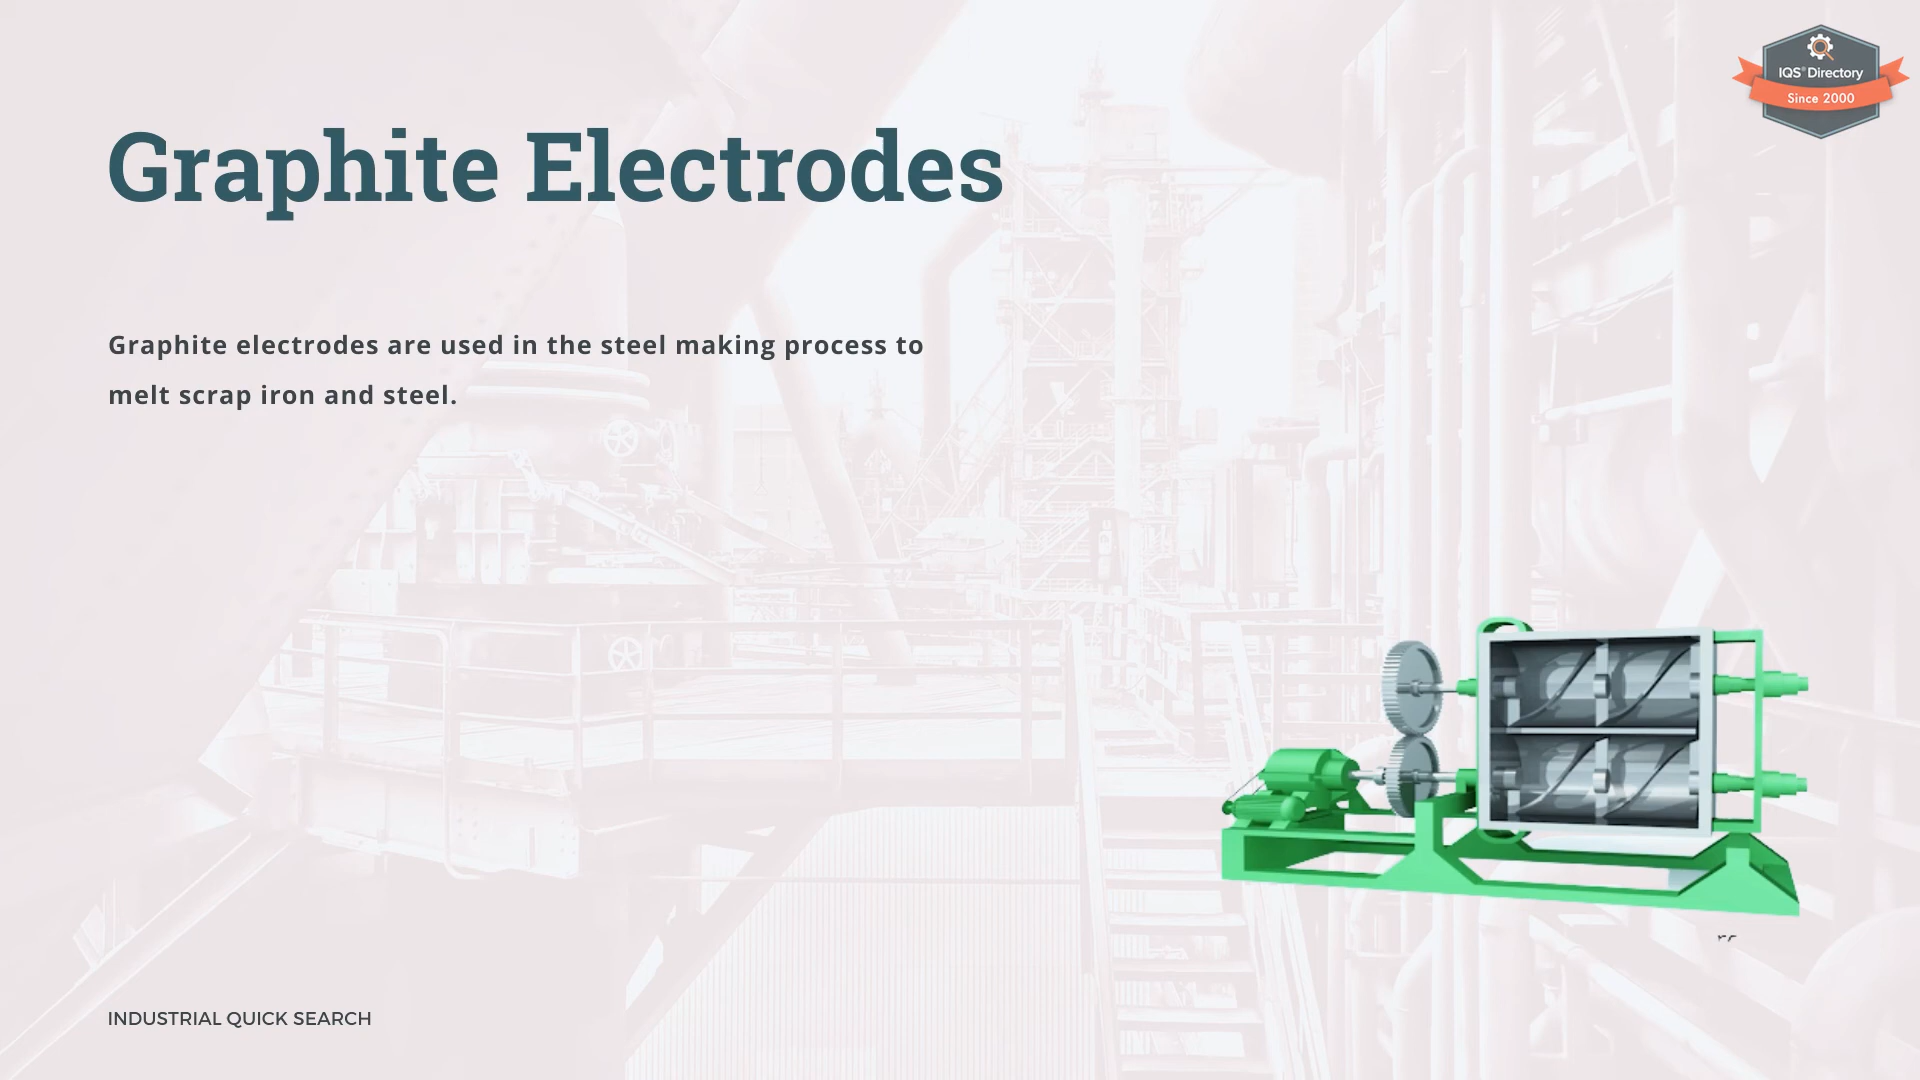 IQS® Directory
Since 2000
Graphite Electrodes
Graphite electrodes are used in the steel making process to
melt scrap iron and steel.
INDUSTRIAL QUICK SEARCH